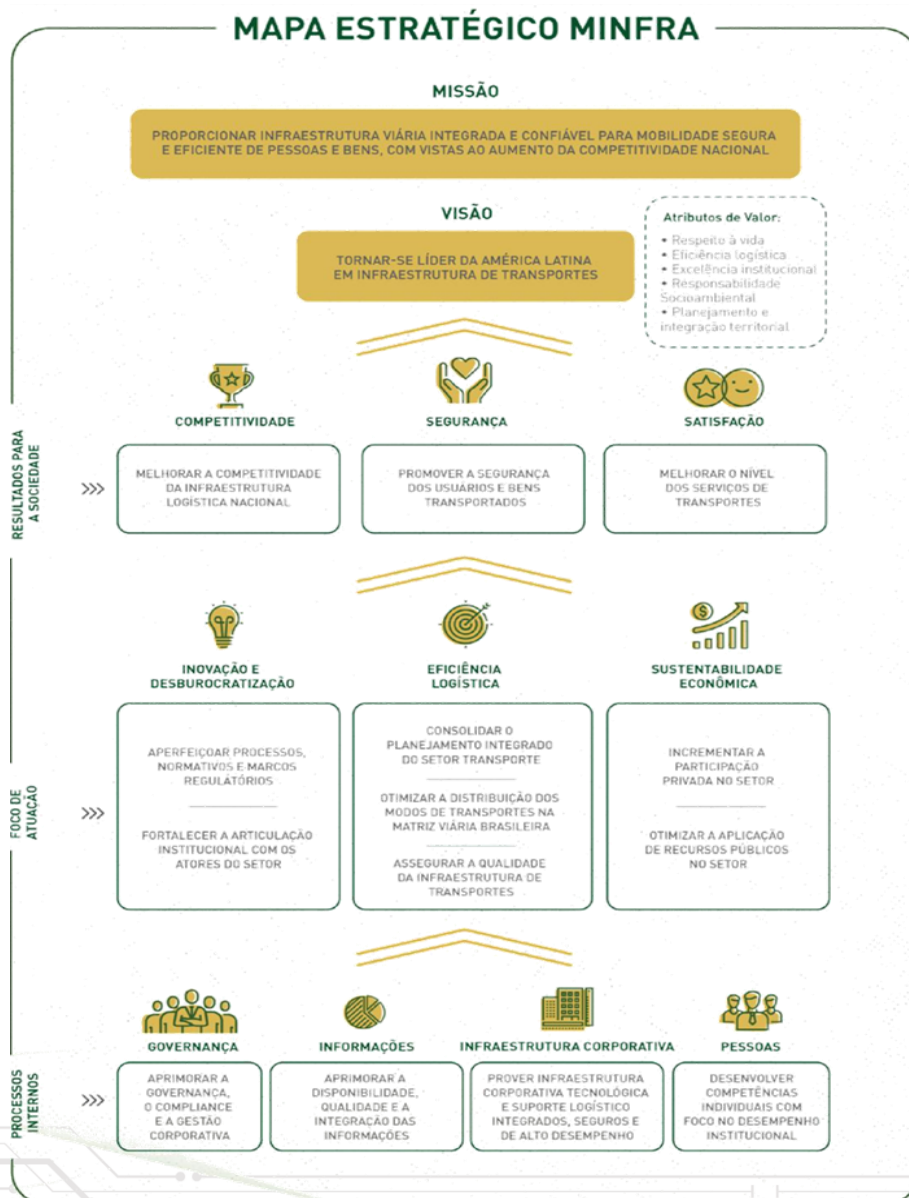 MAPA ESTRATÉGICO MINFRA
MISSÃO
PROPORCIONAR INFRAESTRUTURA VIÁRIA INTEGRADA E CONFIÁVEL PARA MOBILIDADE SEGURA
E EFICIENTE DE PESSOAS E BENS, COM VISTAS AO AUMENTO DA COMPETITIVIDADE NACIONAL
VISÃO
TORNAR-SE LÍDER DA AMÉRICA LATINA
EM INFRAESTRUTURA DE TRANSPORTES
Atributos de Valor:
• Respeito à vida
• Eficiência logística
• Excelência institucional
• Responsabilidade
Socioambiental
• Planejamento e
integração territorial
RESULTADOS PARA
A SOCIEDADE
>>>
COMPETITIVIDADE
MELHORAR A COMPETITIVIDADE
DA INFRAESTRUTURA
LOGÍSTICA NACIONAL
SEGURANÇA
PROMOVER A SEGURANÇA
DOS USUÁRIOS E BENS
TRANSPORTADOS
SATISFAÇÃO
MELHORAR O NÍVEL
DOS SERVIÇOS DE
TRANSPORTES
FOCO DE
ATUAÇÃO
>>>
INOVAÇÃO E
DESBUROCRATIZAÇÃO
APERFEIÇOAR PROCESSOS,
NORMATIVOS E MARCOS
REGULÁTÓRIOS
FORTALECER A ARTICULAÇÃO
INSTITUCIONAL COM OS
ATORES DO SETOR
EFICIÊNCIA
LOGÍSTICA
CONSOLIDAR O
PLANEJAMENTO INTEGRADO
DO SETOR TRANSPORTE
OTIMIZAR A DISTRIBUIÇÃO DOS
MODOS DE TRANSPORTES NA
MATRIZ VIÁRIA BRASILEIRA
ASSEGURAR A QUALIDADE
DA INFRAESTRUTURA DE
TRANSPORTES
SUSTENTABILIDADE
ECONÔMICA
$
INCREMENTAR A
PARTICIPAÇÃO
PRIVADA NO SETOR
OTIMIZAR A APLICAÇÃO
DE RECURSOS PÚBLICOS
NO SETOR
PROCESSOS
INTERNOS
>>>
GOVERNANÇA
APRIMORAR A
GOVERNANÇA,
O COMPLIANCE
E A GESTÃO
CORPORATIVA
INFORMAÇÕES
APRIMORAR A
DISPONIBILIDADE,
QUALIDADE E A
INTEGRAÇÃO DAS
INFORMAÇÕES
INFRAESTRUTURA CORPORATIVA
PROVER INFRAESTRUTURA
CORPORATIVA TECNOLÓGICA
E SUPORTE LOGÍSTICO
INTEGRADOS, SEGUROS E
DE ALTO DESEMPENHO
PESSOAS
DESENVOLVER
COMPETÊNCIAS
INDIVIDUAIS COM
FOCO NO DESEMPENHO
INSTITUCIONAL